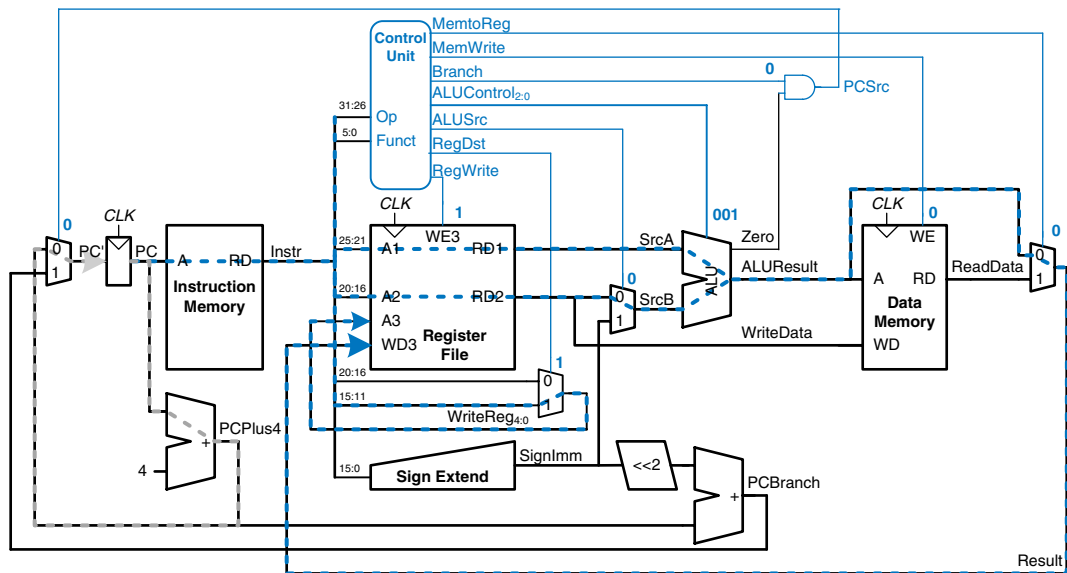 MemtoReg
Control
Unit
MemWrite
Branch
0
PCSrc
ALUControl2:0
31:26
Op
ALUSrc
5:0
Funct
RegDst
RegWrite
0
CLK
CLK
1
001
CLK
0
0
25:21
A1
WE3
RD1
SrcA
Zero
WE
0
PC'
PC
A
RD
Instr
0
1
Instruction
Memory
ALU
ALUResult
A
RD
ReadData
0
1
20:16
A2
RD2
0
SrcB
1
Data
Memory
A3
Register
File
WD3
WriteData
WD
1
20:16
0
15:11
1
WriteReg4:0
PCPlus4
+
4
SignImm
15:0
Sign Extend
<<2
PCBranch
+
Result